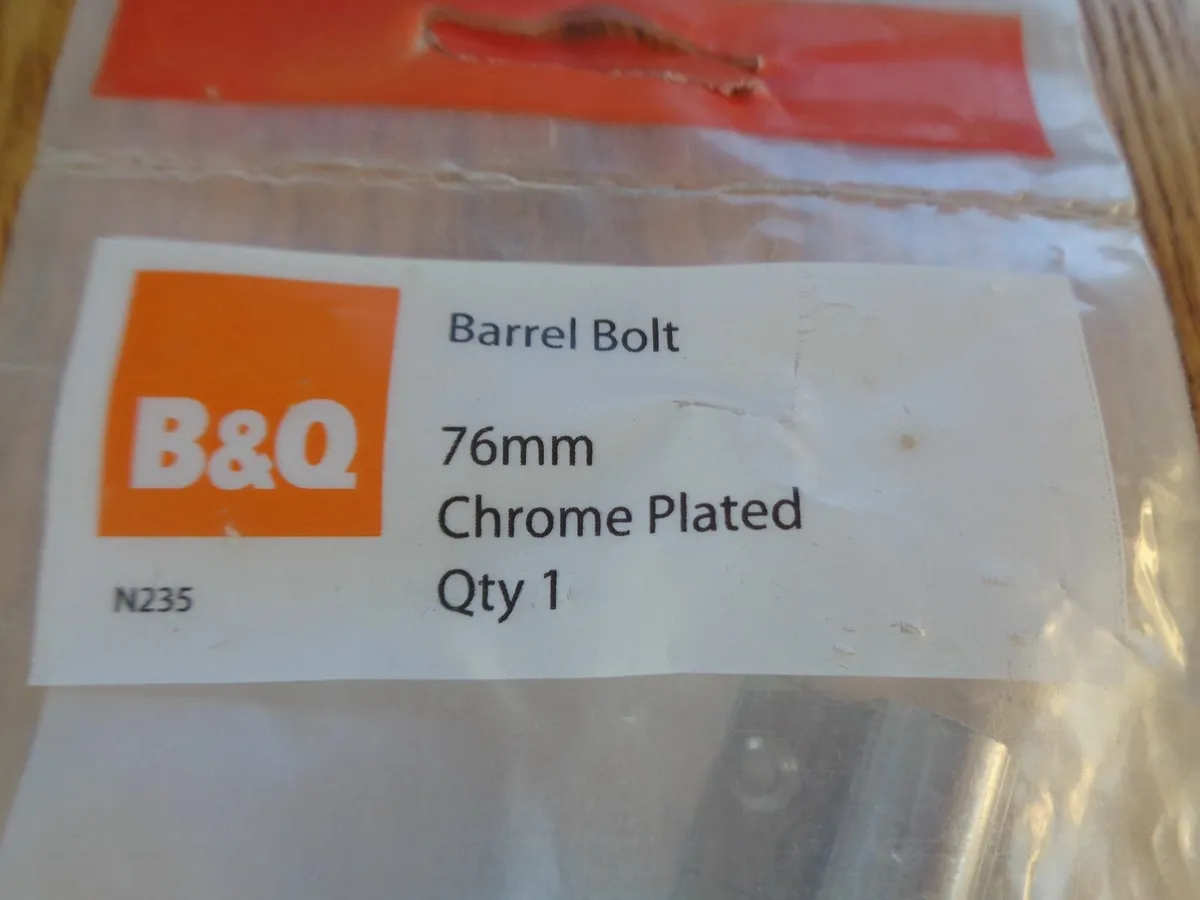 Barrel Bolt
B&Q
76mm
Chrome Plated
Qty 1
N235